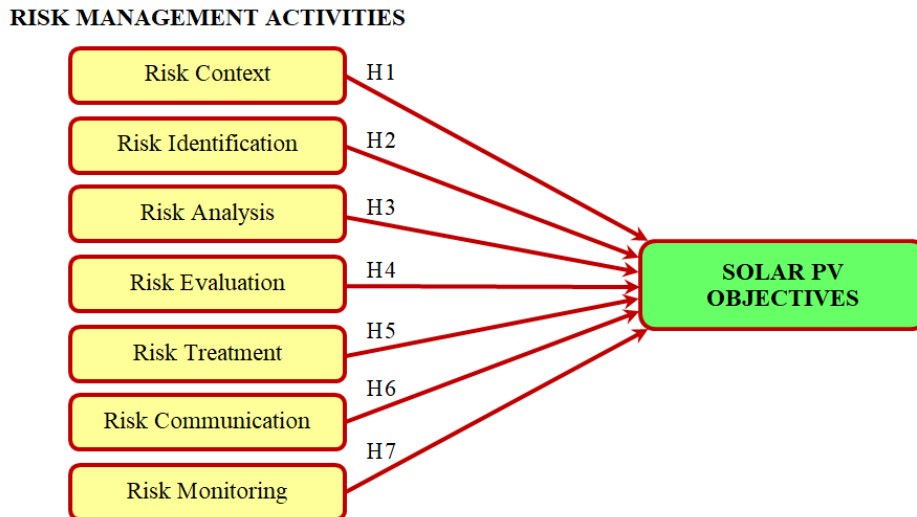 RISK MANAGEMENT ACTIVITIES
Risk Context
H1
Risk Identification
H2
Risk Analysis
H3
Risk Evaluation
H4
Risk Treatment
H5
Risk Communication
H6
Risk Monitoring
H7
SOLAR PV
OBJECTIVES